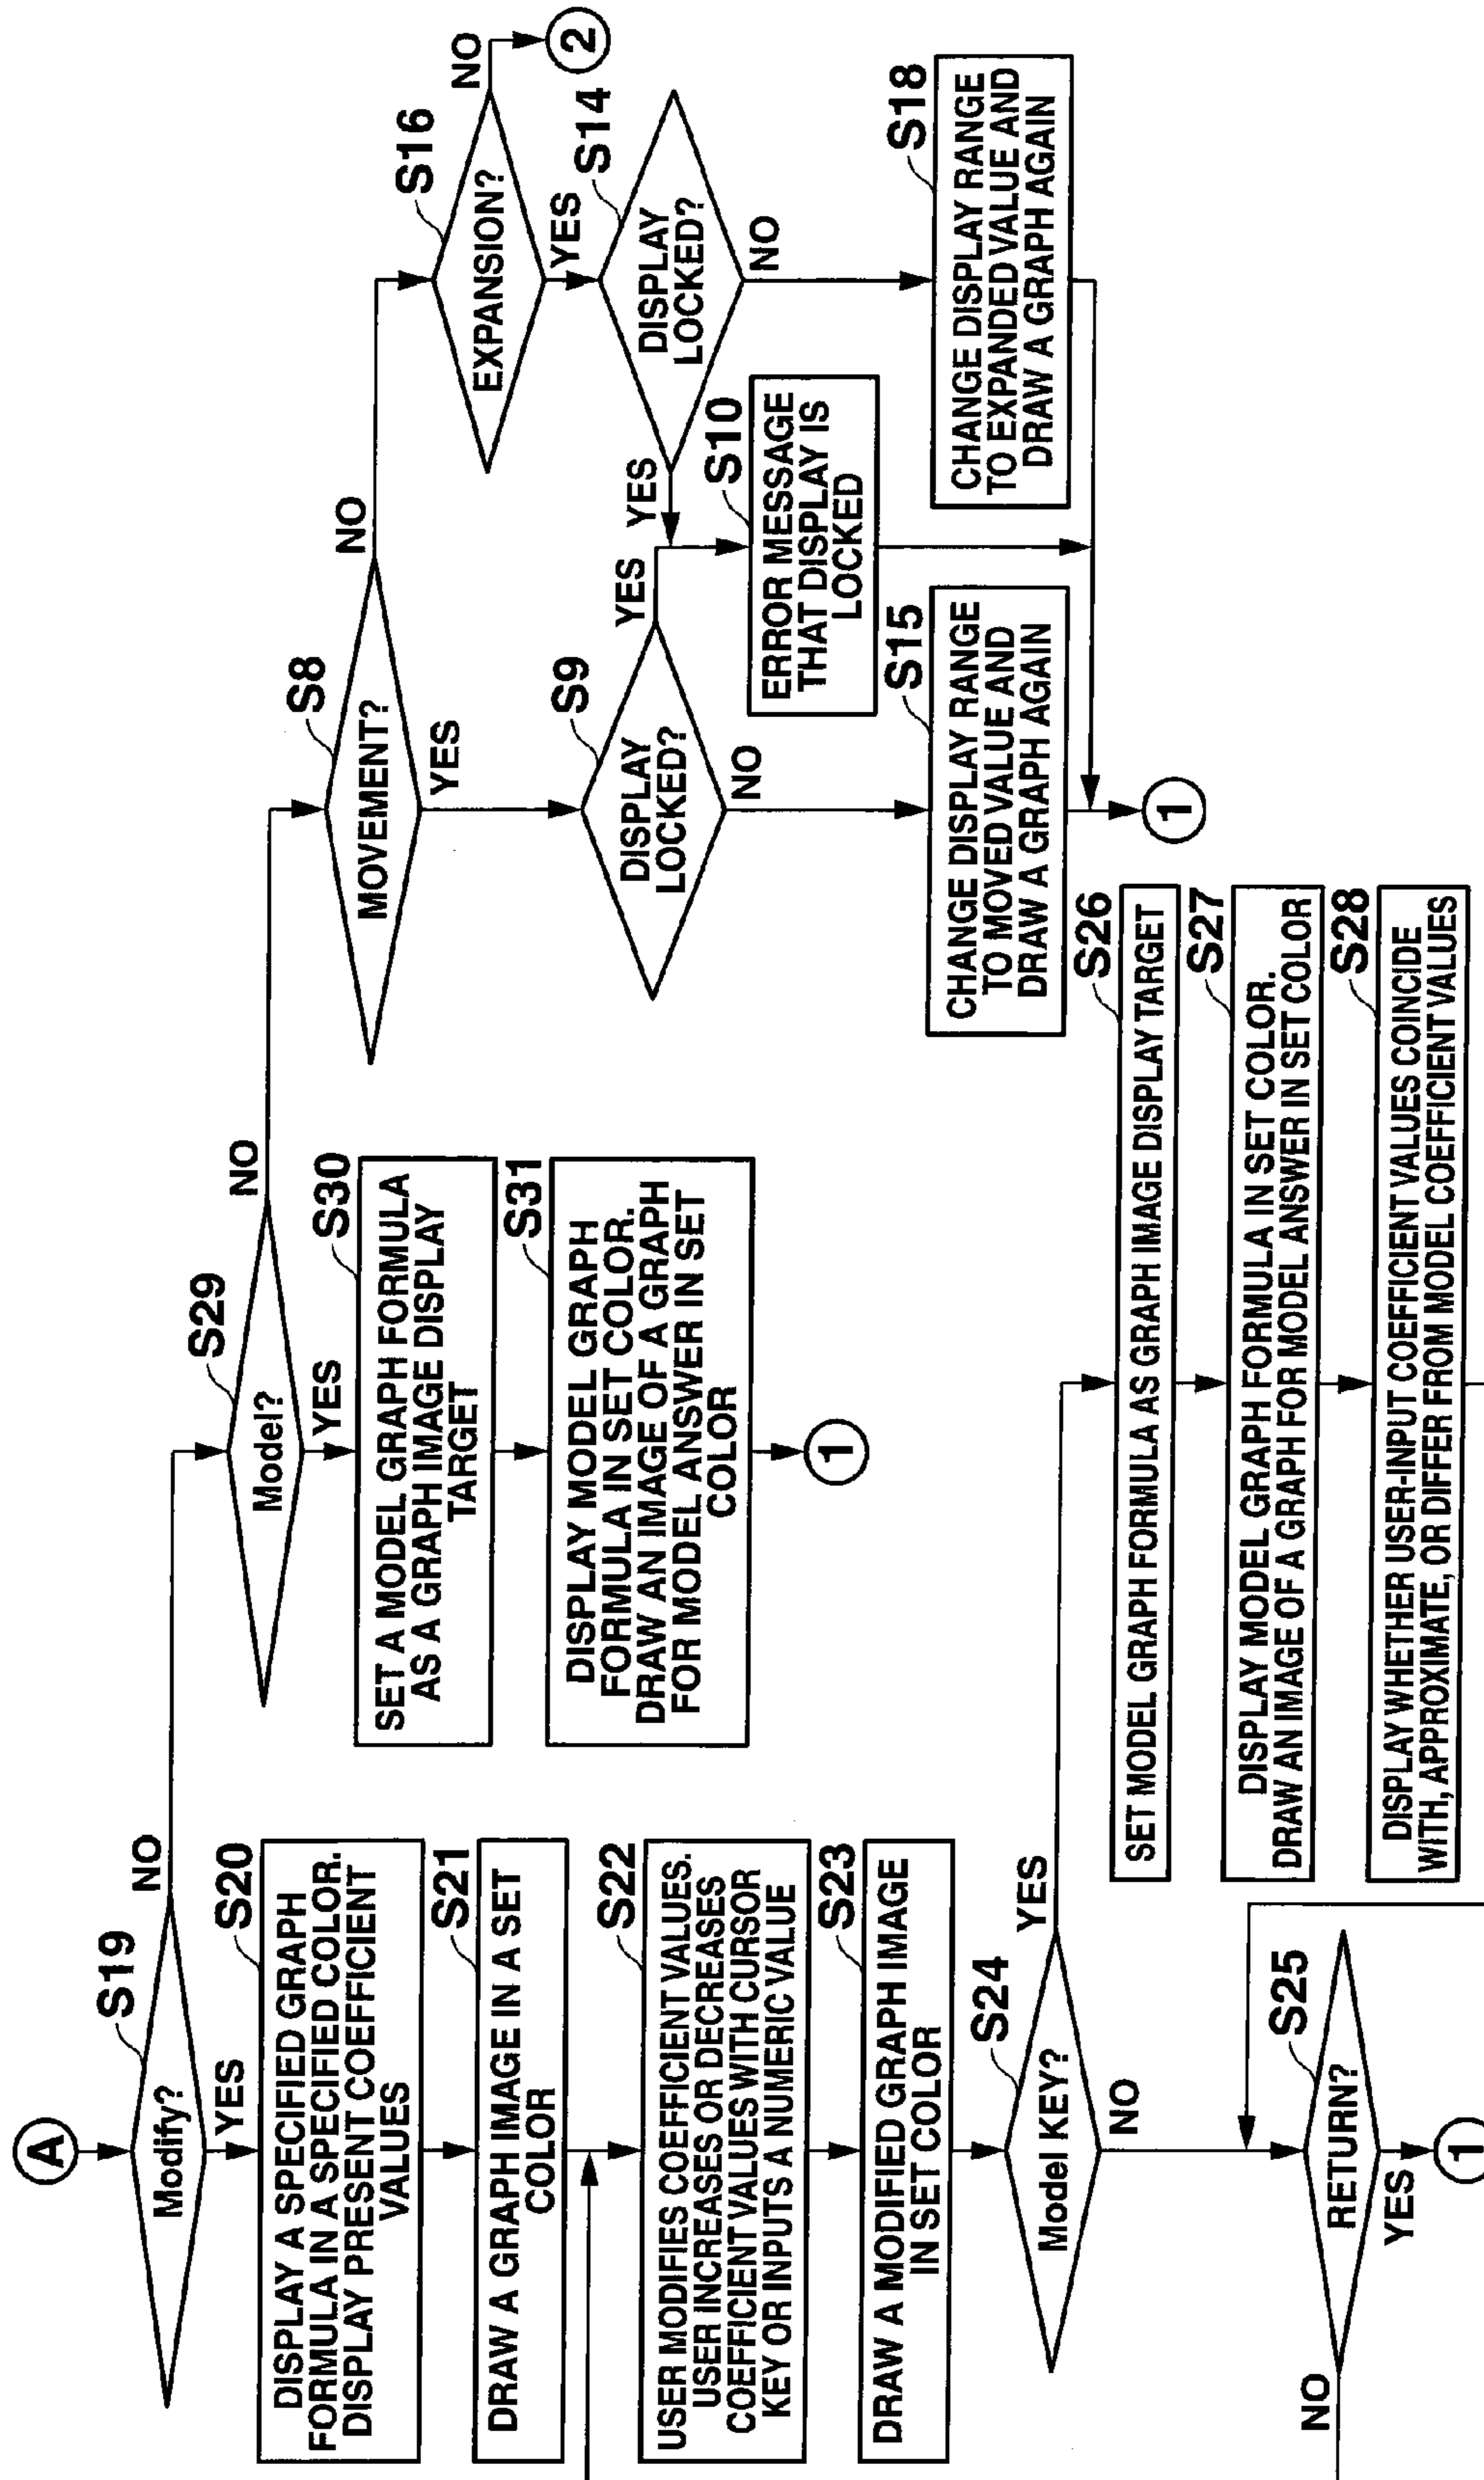 A
S19
Modify?
NO
YES
S20
DISPLAY A SPECIFIED GRAPH
FORMULA IN A SPECIFIED COLOR.
DISPLAY PRESENT COEFFICIENT
VALUES
S21
DRAW A GRAPH IMAGE IN A SET
COLOR
S22
USER MODIFIES COEFFICIENT VALUES.
USER INCREASES OR DECREASES
COEFFICIENT VALUES WITH CURSOR
KEY OR INPUTS A NUMERIC VALUE
S23
DRAW A MODIFIED GRAPH IMAGE
IN SET COLOR
S24
Model KEY?
YES
NO
S25
RETURN?
NO
YES
1
S29
Model?
NO
YES
S30
SET A MODEL GRAPH FORMULA
AS A GRAPH IMAGE DISPLAY
TARGET
S31
DISPLAY MODEL GRAPH
FORMULA IN SET COLOR.
DRAW AN IMAGE OF A GRAPH
FOR MODEL ANSWER IN SET
COLOR
1
S26
SET MODEL GRAPH FORMULA AS GRAPH IMAGE DISPLAY TARGET
S27
DISPLAY MODEL GRAPH FORMULA IN SET COLOR.
DRAW AN IMAGE OF A GRAPH FOR MODEL ANSWER IN SET COLOR
S28
DISPLAY WHETHER USER-INPUT COEFFICIENT VALUES COINCIDE
WITH, APPROXIMATE, OR DIFFER FROM MODEL COEFFICIENT VALUES
S8
MOVEMENT?
NO
YES
S9
DISPLAY
LOCKED?
YES
NO
S15
CHANGE DISPLAY RANGE
TO MOVED VALUE AND
DRAW A GRAPH AGAIN
1
S10
ERROR MESSAGE
THAT DISPLAY IS
LOCKED
S16
EXPANSION?
NO
2
YES
S14
DISPLAY
LOCKED?
YES
NO
S18
CHANGE DISPLAY RANGE
TO EXPANDED VALUE AND
DRAW A GRAPH AGAIN